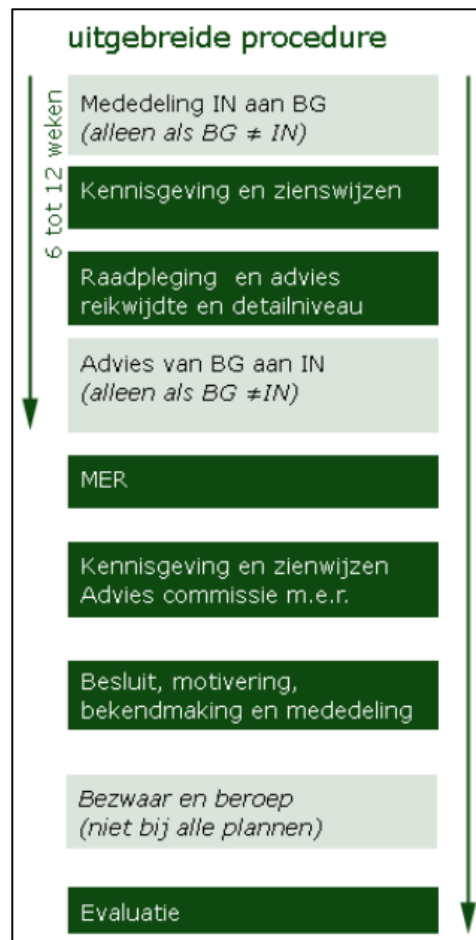 uitgebreide procedure
6 tot 12 weken
Mededeling IN aan BG
(alleen als BG ≠ IN)
Kennisgeving en zienswijzen
Raadpleging en advies
reikwijdte en detailniveau
Advies van BG aan IN
(alleen als BG ≠IN)
MER
Kennisgeving en zienwijzen
Advies commissie m.e.r.
Besluit, motivering,
bekendmaking en mededeling
Bezwaar en beroep
(niet bij alle plannen)
Evaluatie